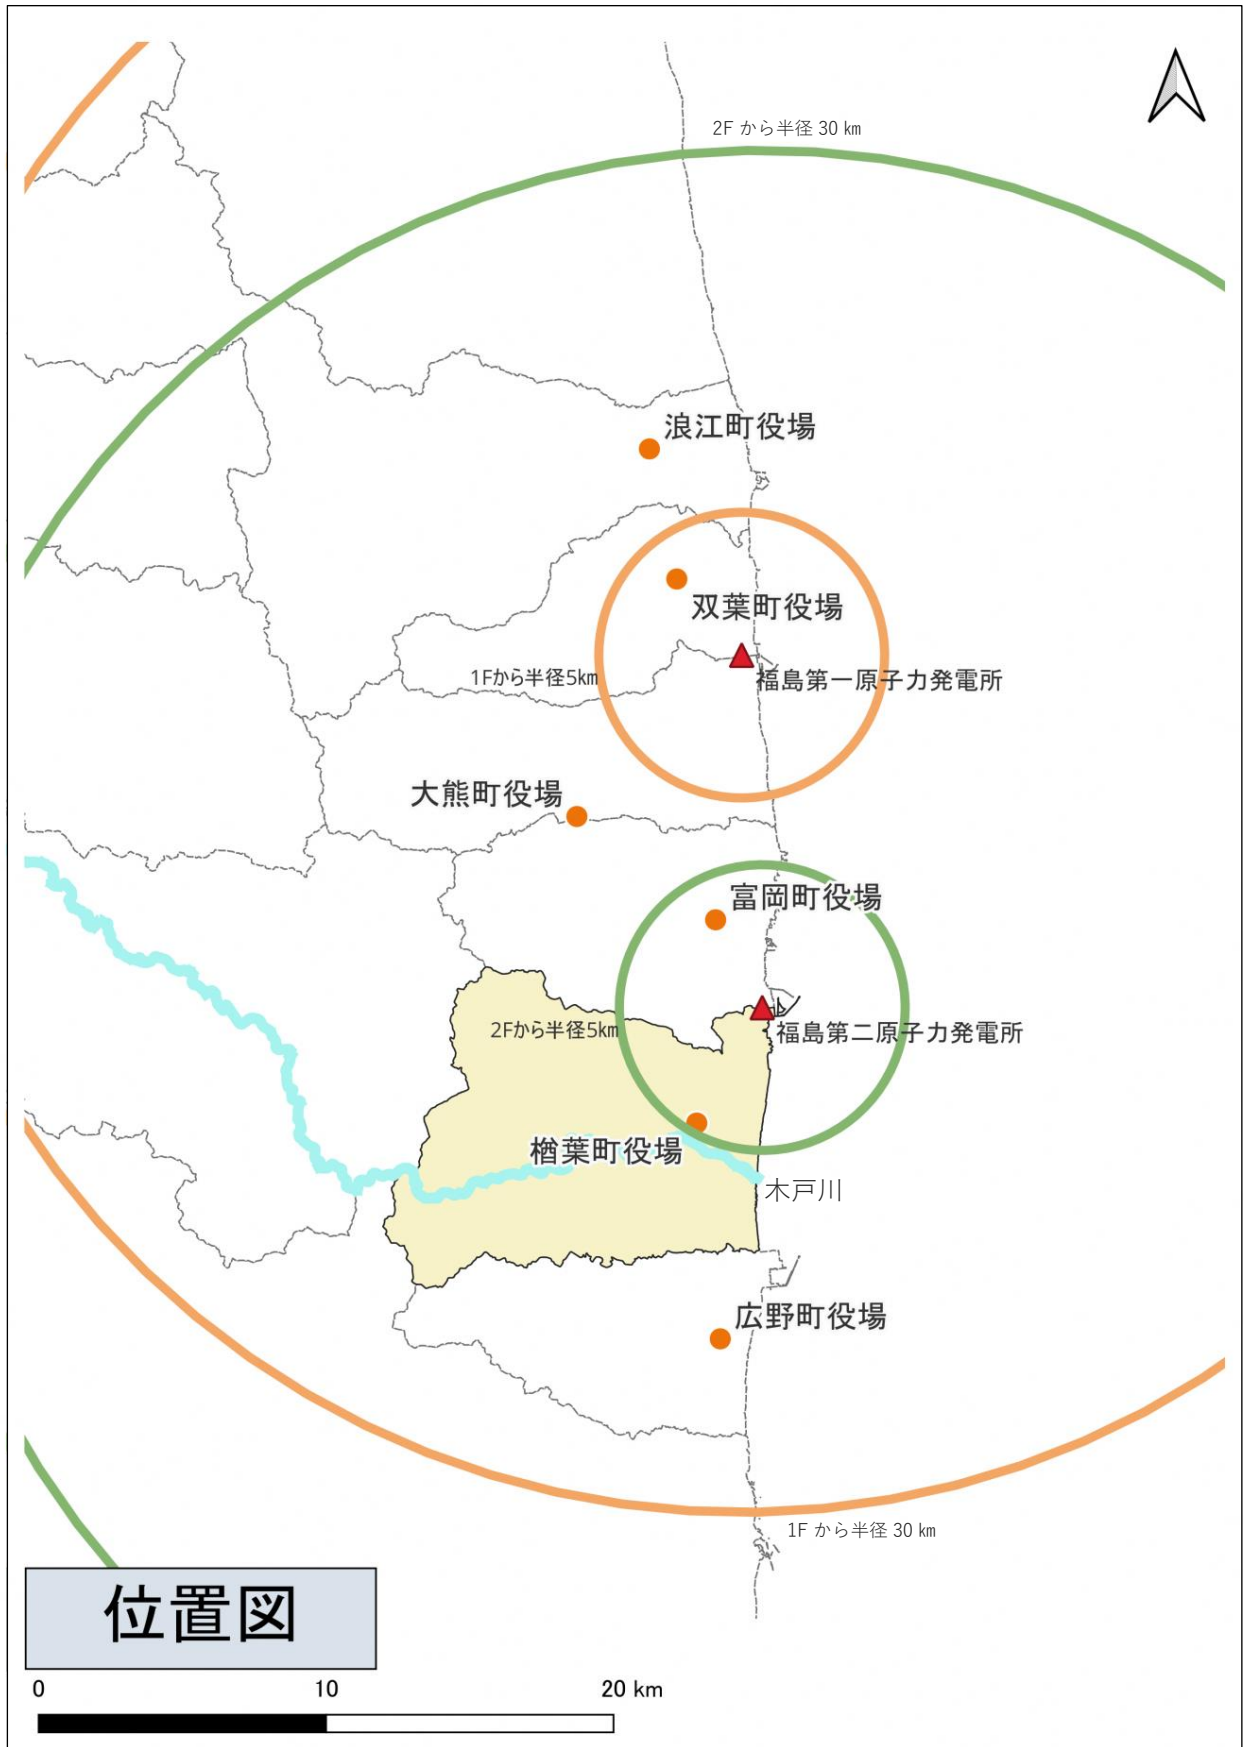 2F から半径 30 ㎞
浪江町役場
双葉町役場
1Fから半径5㎞
福島第一原子力発電所
大熊町役場
富岡町役場
2Fから半径5㎞
福島第二原子力発電所
楢葉町役場
木戸川
広野町役場
1F から半径 30 ㎞
位置図
0 10 20 km